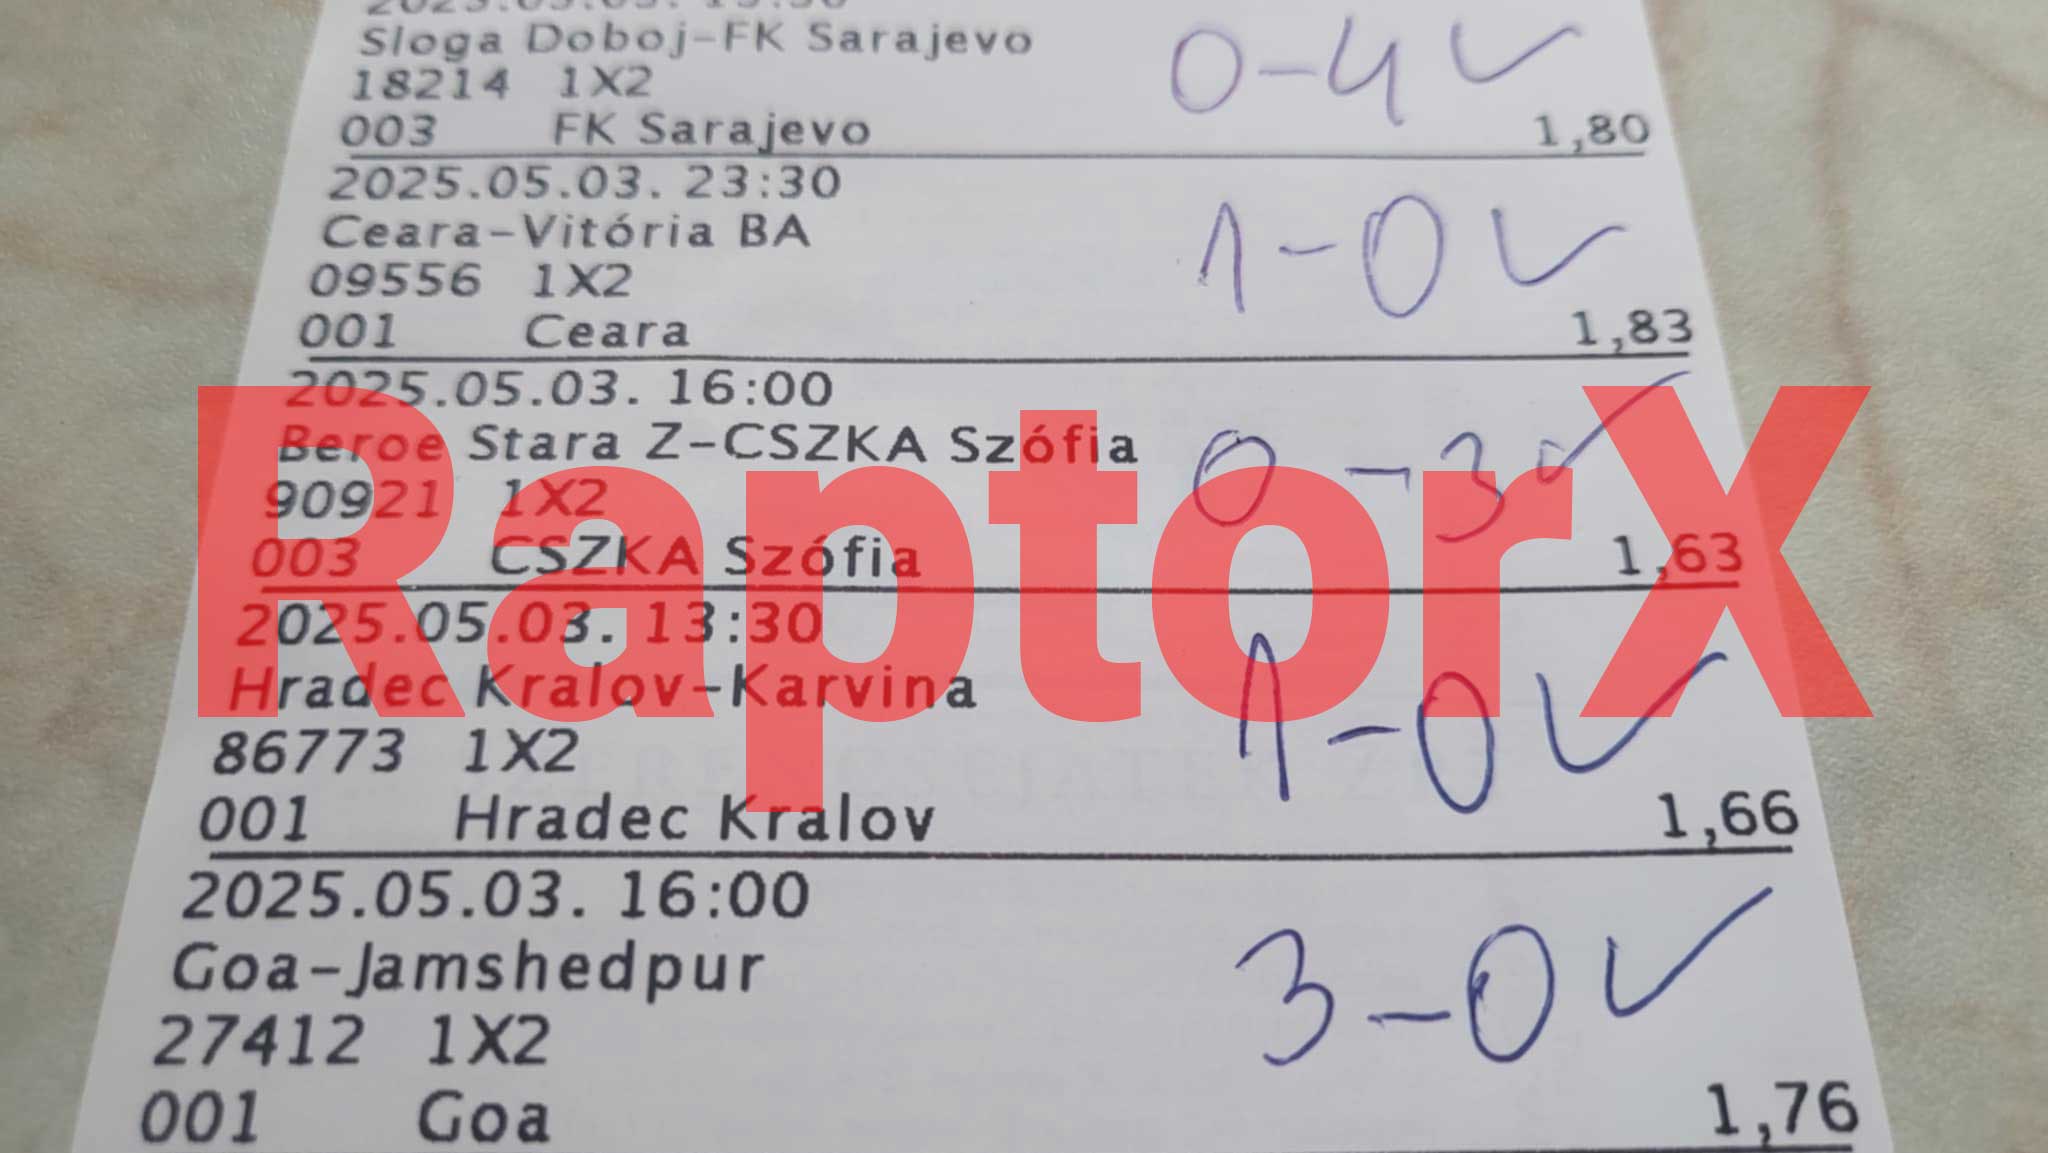 Sloga Doboj-FK Sarajevo
18214 1X2
0-4 ✓
003 FK Sarajevo 1,80
2025.05.03. 23:30
Ceara-Vitória BA
09556 1X2
1-0 ✓
001 Ceara 1,83
2025.05.03. 16:00
Beroe Stara Z-CSZKA Szófia
90921 1X2
0-3 ✓
003 CSZKA Szófia 1,63
RaptorX
2025.05.03. 13:30
Hradec Kralov-Karvina
86773 1X2
1-0 ✓
001 Hradec Kralov 1,66
2025.05.03. 16:00
Goa-Jamshedpur
27412 1X2
3-0 ✓
001 Goa 1,76